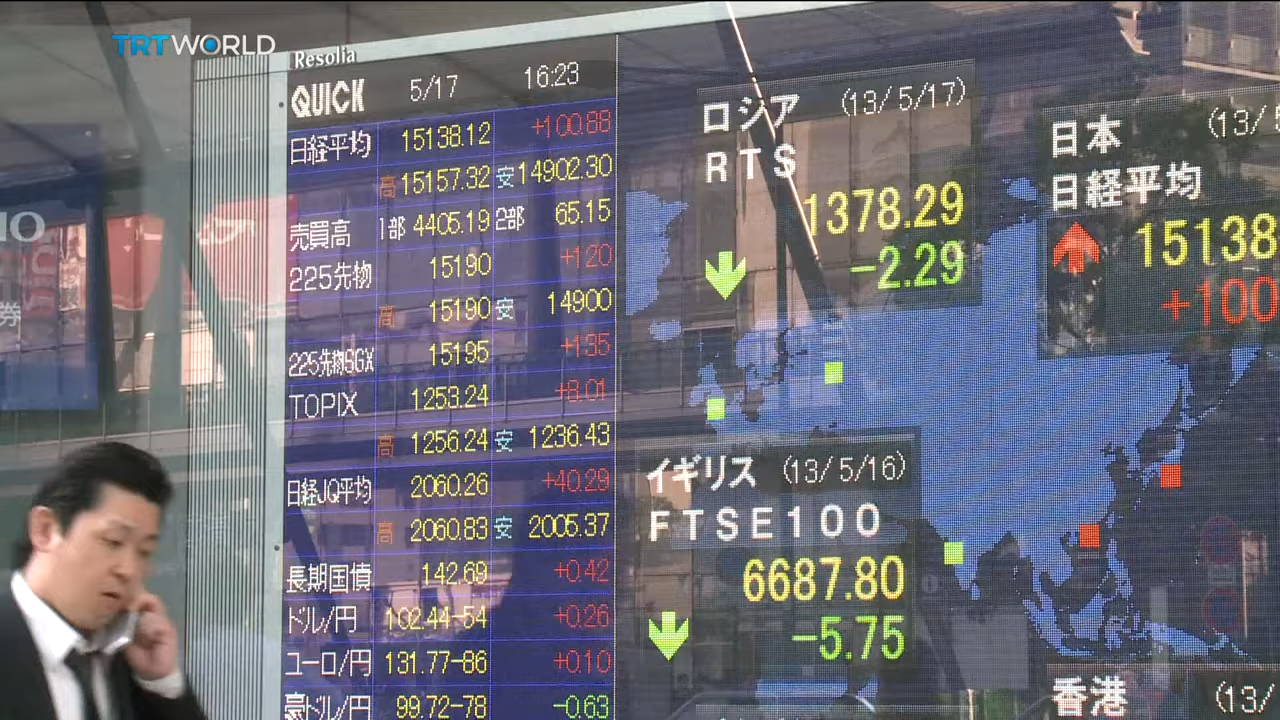 TRTWORLD
Resolia
QUICK 5/17 16:23
日経平均 15138.12 +100.88
高 15157.32 安 14902.30
売買高 1部 4405.19 2部 65.15
225先物 15190 +120
高 15190 安 14900
225先物SGX 15195 +135
TOPIX 1253.24 +8.01
高 1256.24 安 1236.43
日経JQ平均 2060.26 +40.29
高 2060.83 安 2005.37
長期国債 142.69 +0.42
ドル/円 102.44-54 +0.26
ユーロ/円 131.77-86 +0.10
豪ドル/円 99.72-78 -0.63
ロシア (13/5/17)
RTS
1378.29
-2.29
イギリス (13/5/16)
FTSE100
6687.80
-5.75
日本 (13/
日経平均
15138
+100
香港 (13/
券